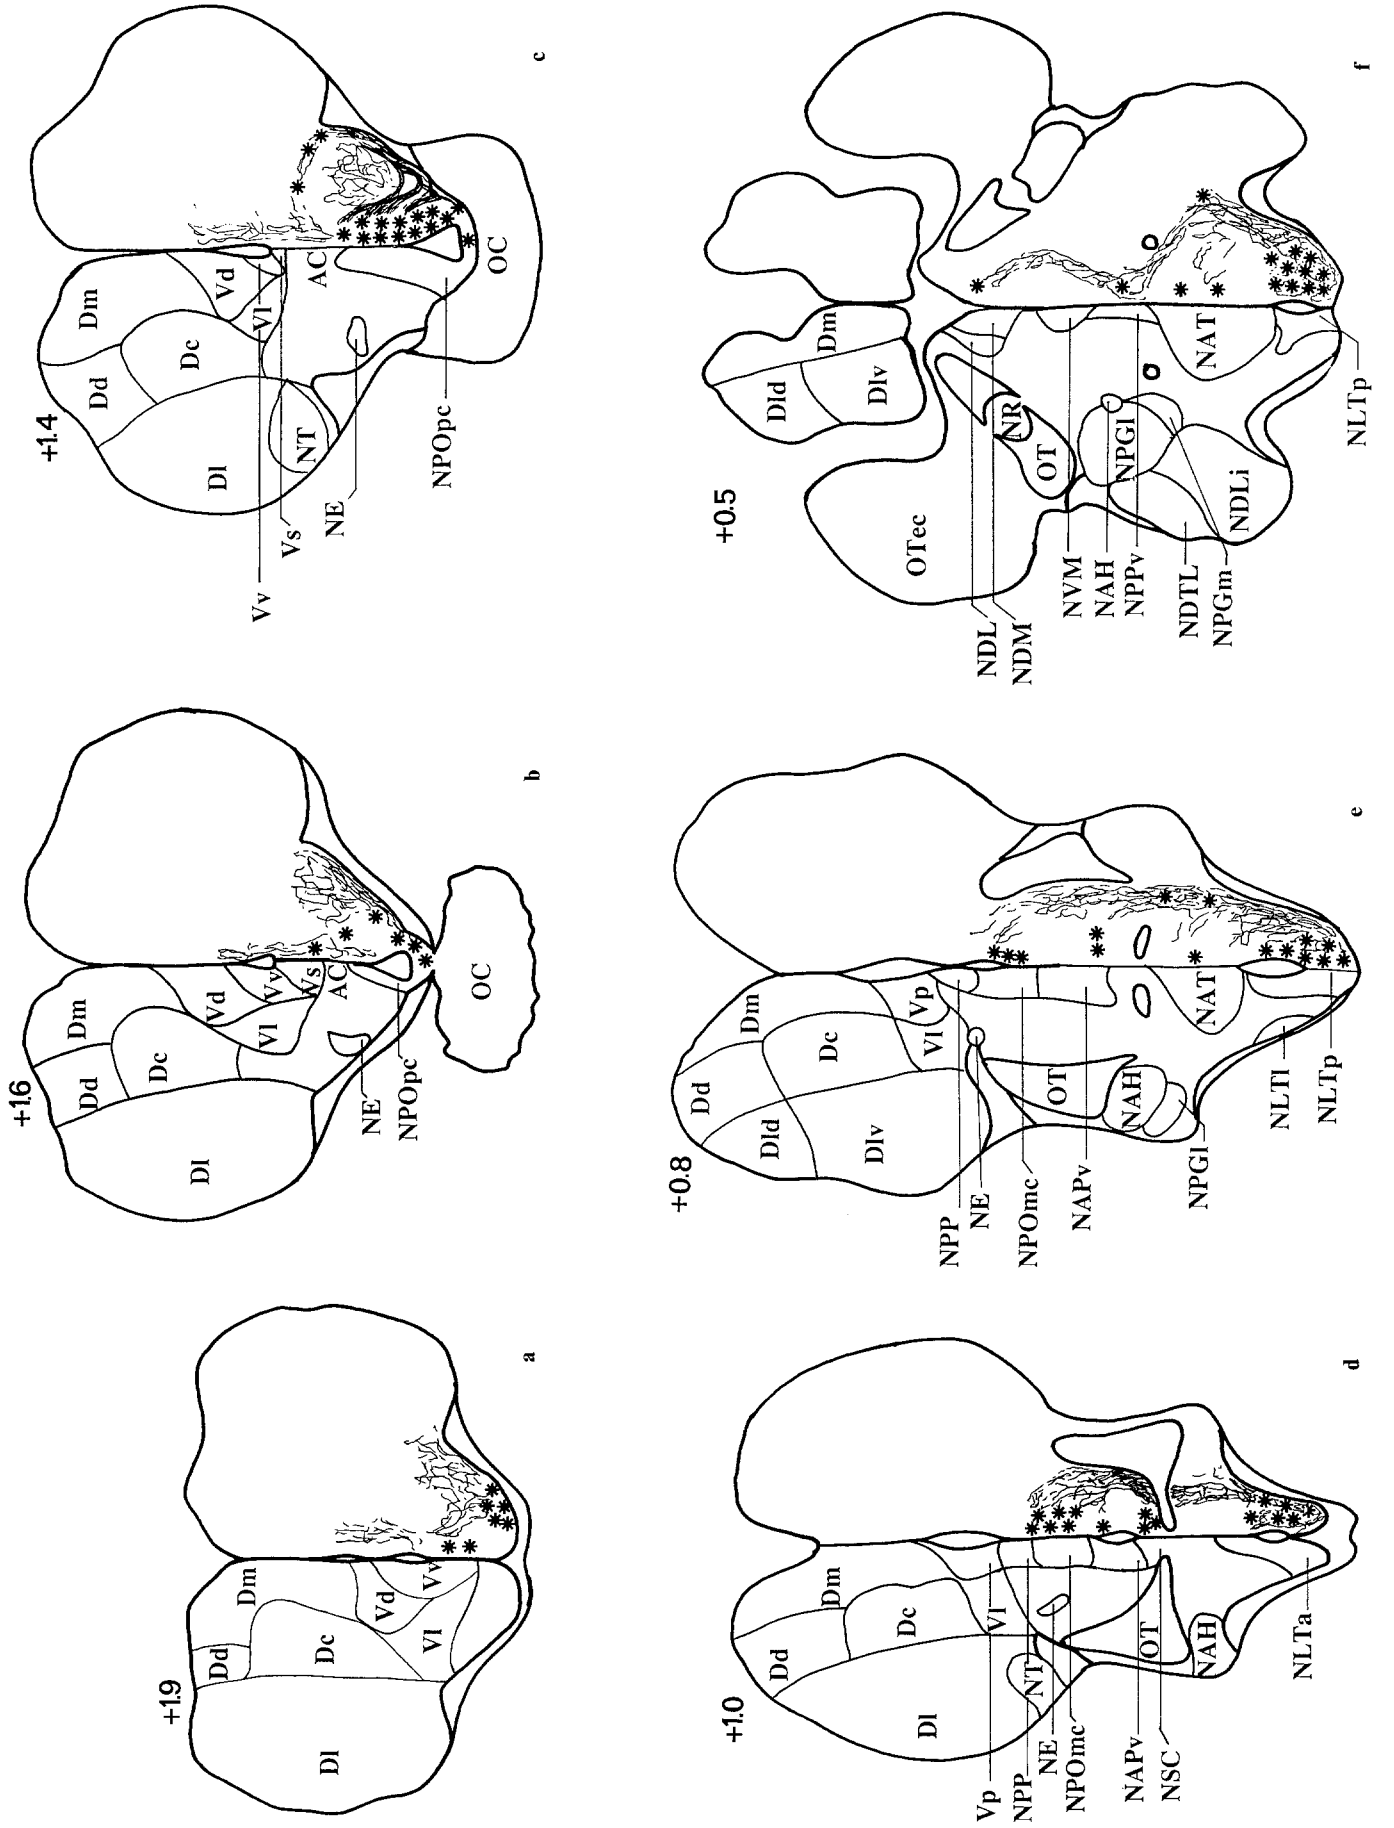 +1.9
Dd
Dm
Dl
Dc
Vd
Vv
Vl
a
+1.6
Dd
Dm
Dc
Dl
Vd
Vv
Vl
Vs
AC
NE
NPOpc
OC
b
+1.4
Dm
Dd
Dc
Dl
Vd
Vl
Vv
Vs
AC
NT
NE
NPOpc
OC
c
+1.0
Dm
Dd
Dc
Dl
Vl
Vp
NPP
NT
NE
NPOmc
NAPv
OT
NSC
NAH
NLTa
d
+0.8
Dd
Dm
Dld
Dc
Dlv
Vp
Vl
NPP
NE
NPOmc
OT
NAPv
NAH
NAT
NPGl
NLTl
NLTp
e
+0.5
Dld
Dm
Dlv
OTec
NDL
NDM
NR
OT
NVM
NAH
NPPv
NPGl
NAT
NDTL
NPGm
NDLi
NLTp
f